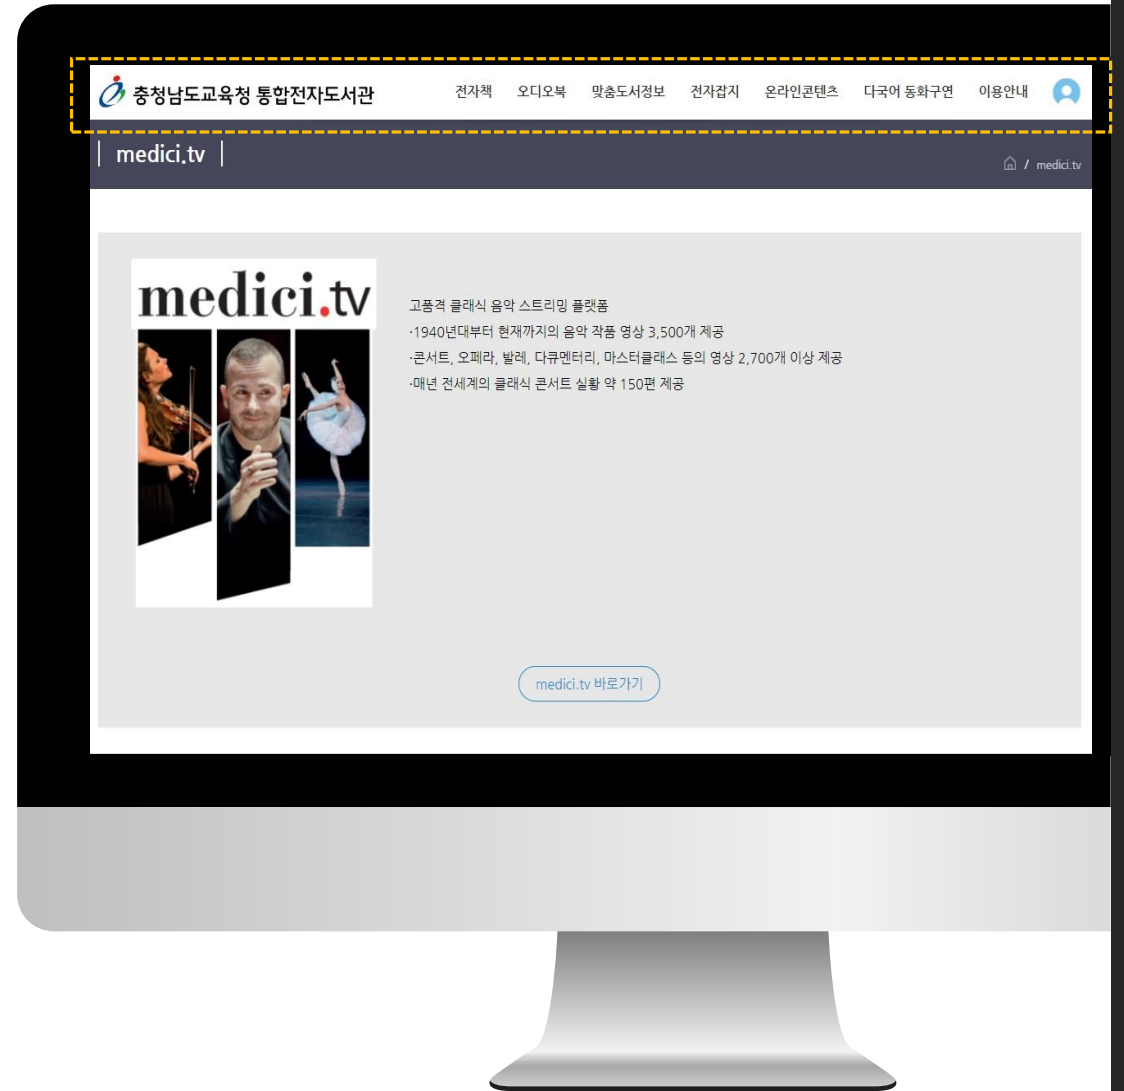 충청남도교육청 통합전자도서관 전자책 오디오북 맞춤도서정보 전자잡지 온라인콘텐츠 다국어 동화구연 이용안내
medici.tv
/ medici.tv
medici.tv
고품격 클래식 음악 스트리밍 플랫폼
·1940년대부터 현재까지의 음악 작품 영상 3,500개 제공
·콘서트, 오페라, 발레, 다큐멘터리, 마스터클래스 등의 영상 2,700개 이상 제공
·매년 전세계의 클래식 콘서트 실황 약 150편 제공
medici.tv 바로가기